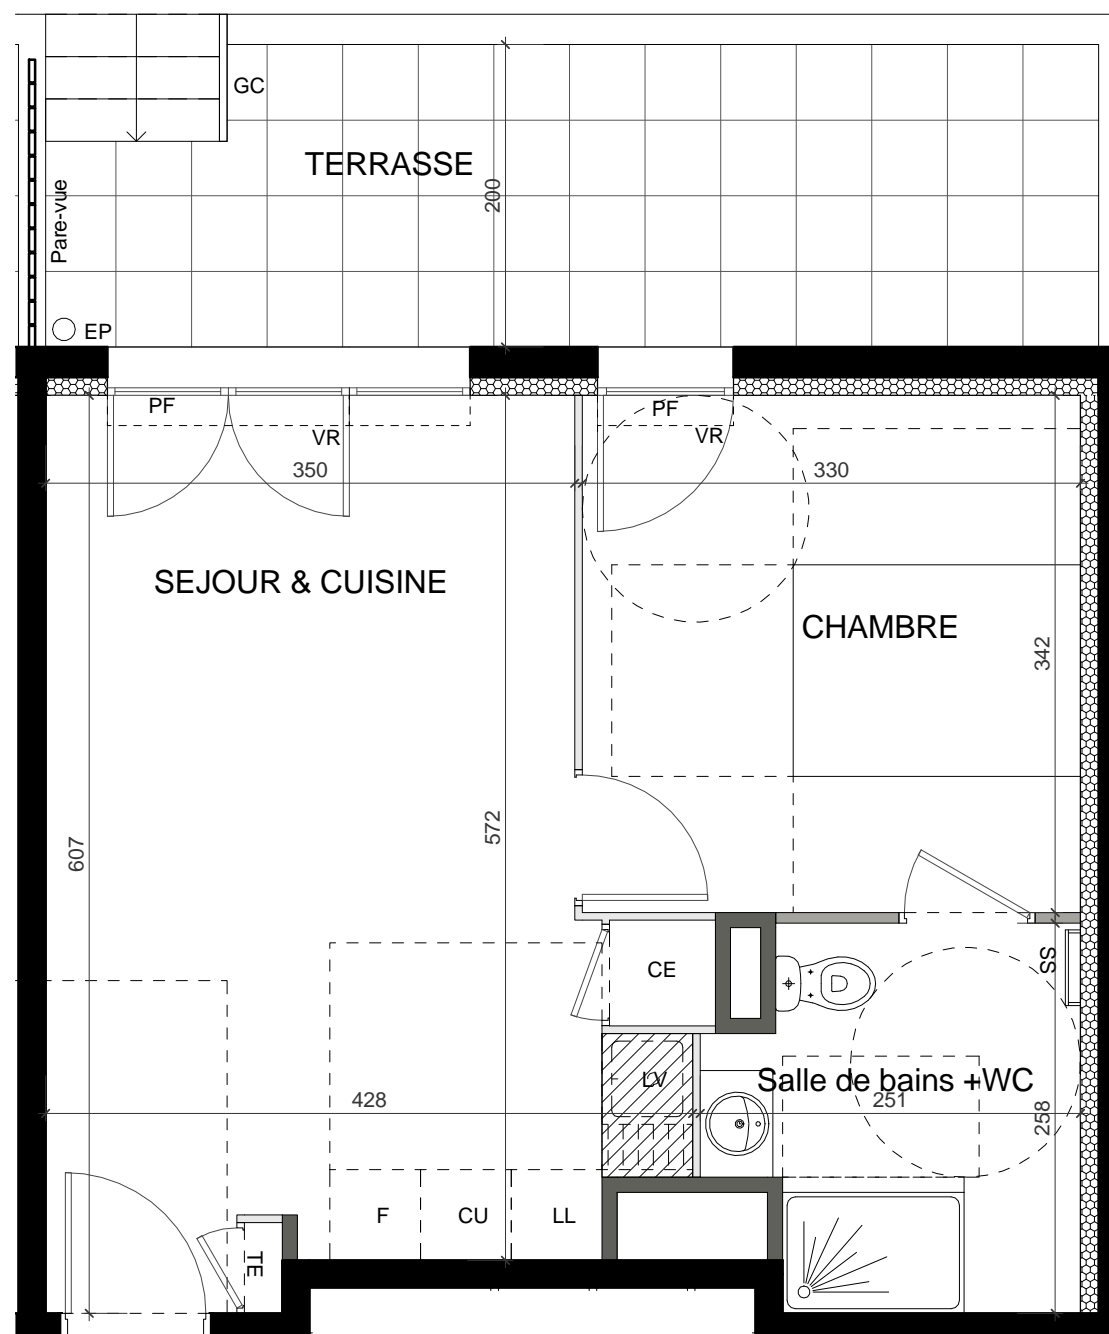 GC
TERRASSE
200
Pare-vue
EP
PF
PF
VR
VR
350
330
SEJOUR & CUISINE
CHAMBRE
342
607
572
CE
SS
LV
Salle de bains +WC
428
251
258
F
CU
LL
TE